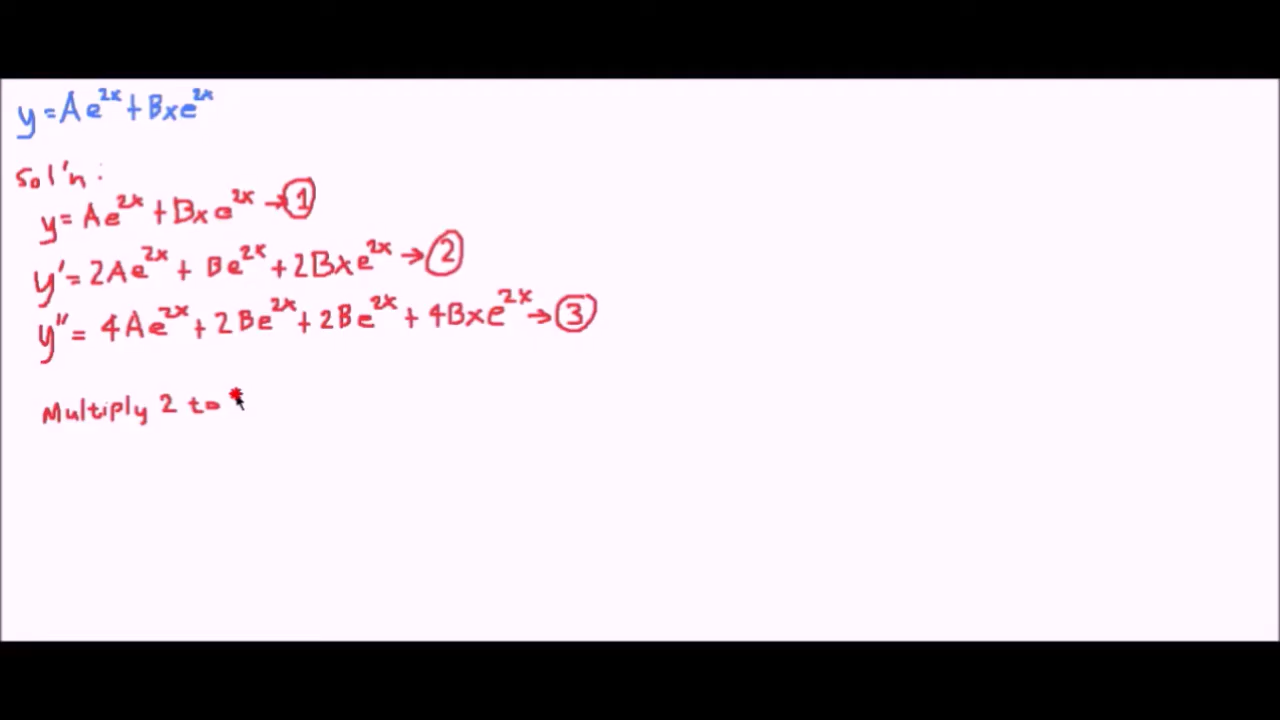 y = Ae^{2x} + Bxe^{2x}
Sol'n :
y = Ae^{2x} + Bxe^{2x} → ①
y' = 2Ae^{2x} + Be^{2x} + 2Bxe^{2x} → ②
y'' = 4Ae^{2x} + 2Be^{2x} + 2Be^{2x} + 4Bxe^{2x} → ③
Multiply 2 to